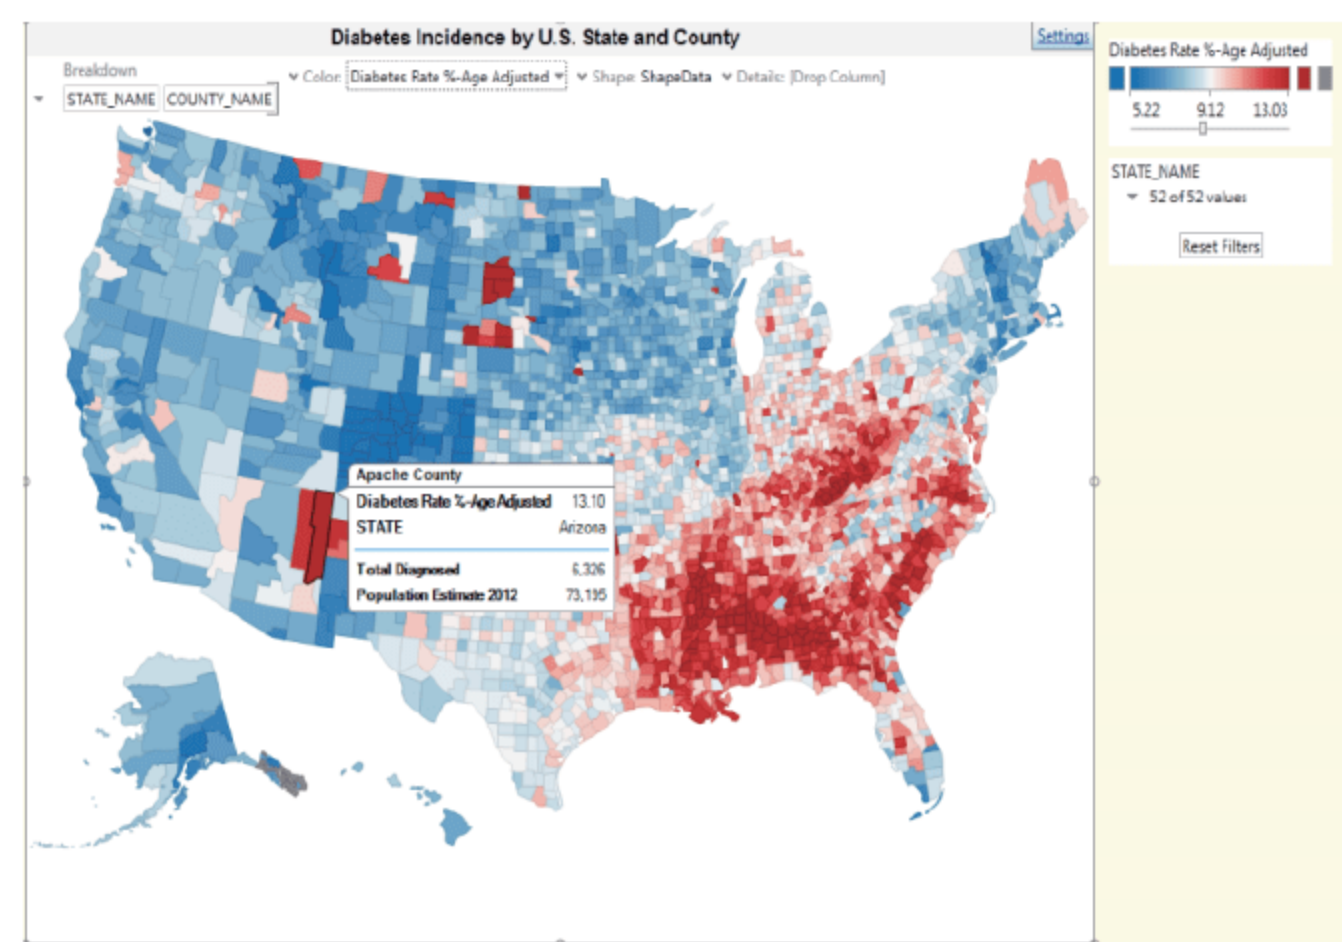 Diabetes Incidence by U.S. State and County
Settings
Breakdown
STATE_NAME COUNTY_NAME
Color: Diabetes Rate %-Age Adjusted
Shape: ShapeData
Details: [Drop Column]
Apache County
Diabetes Rate %-Age Adjusted 13.10
STATE Arizona
Total Diagnosed 6,326
Population Estimate 2012 73,195
Diabetes Rate %-Age Adjusted
5.22 9.12 13.03
STATE_NAME
52 of 52 values
Reset Filters